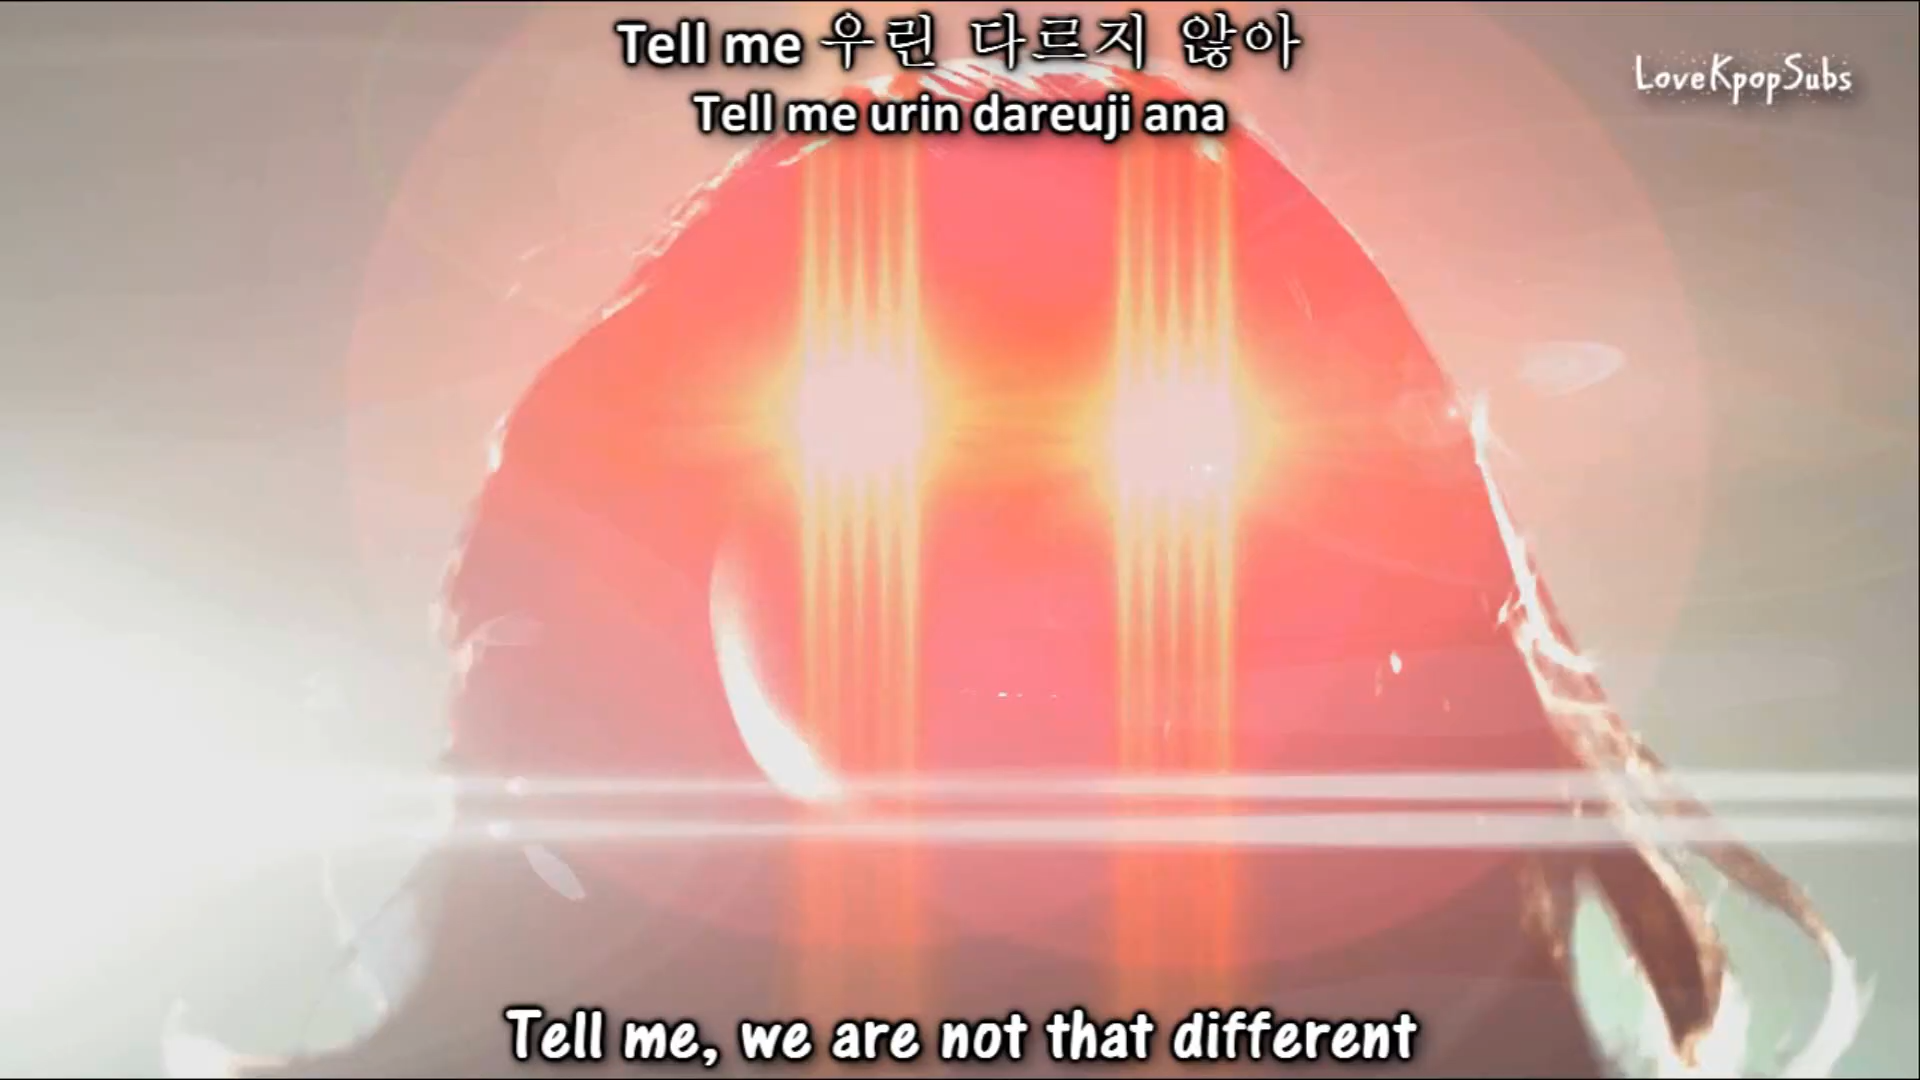 Tell me 우린 다르지 않아
LoveKpopSubs
Tell me urin dareuji ana
Tell me, we are not that different